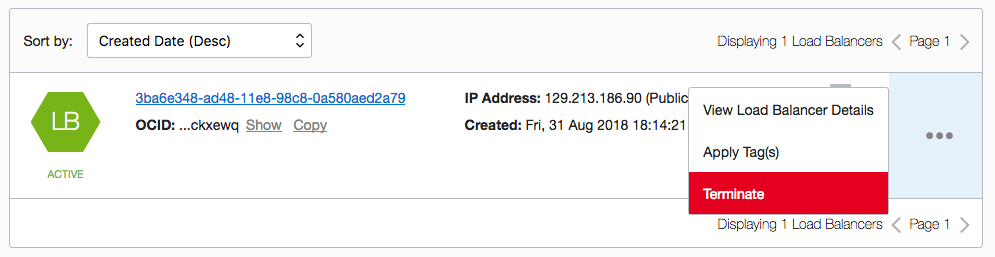 Sort by: Created Date (Desc) Displaying 1 Load Balancers Page 1
LB
ACTIVE
3ba6e348-ad48-11e8-98c8-0a580aed2a79
OCID: ...ckxewq Show Copy
IP Address: 129.213.186.90 (Public
Created: Fri, 31 Aug 2018 18:14:21
View Load Balancer Details
Apply Tag(s)
Terminate
Displaying 1 Load Balancers Page 1